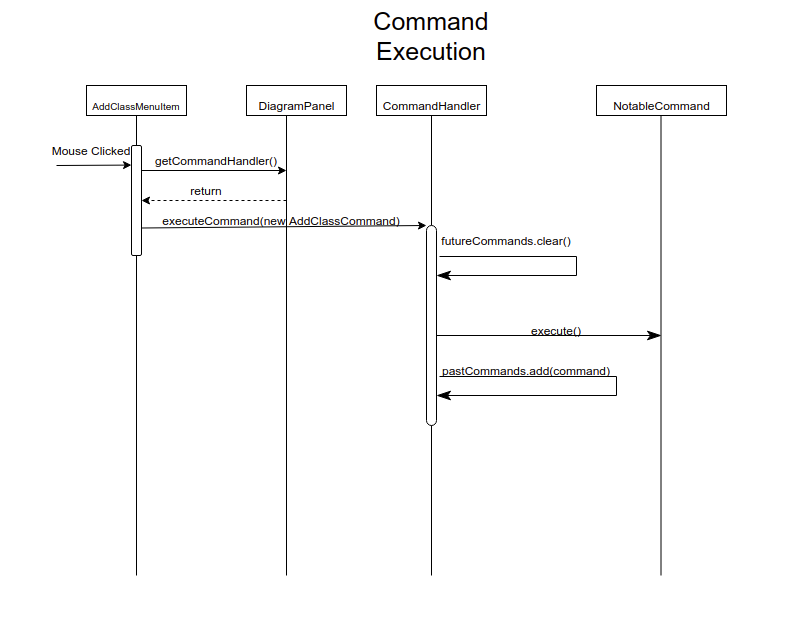 Command
Execution
AddClassMenuItem
DiagramPanel
CommandHandler
NotableCommand
Mouse Clicked
getCommandHandler()
return
executeCommand(new AddClassCommand)
futureCommands.clear()
execute()
pastCommands.add(command)